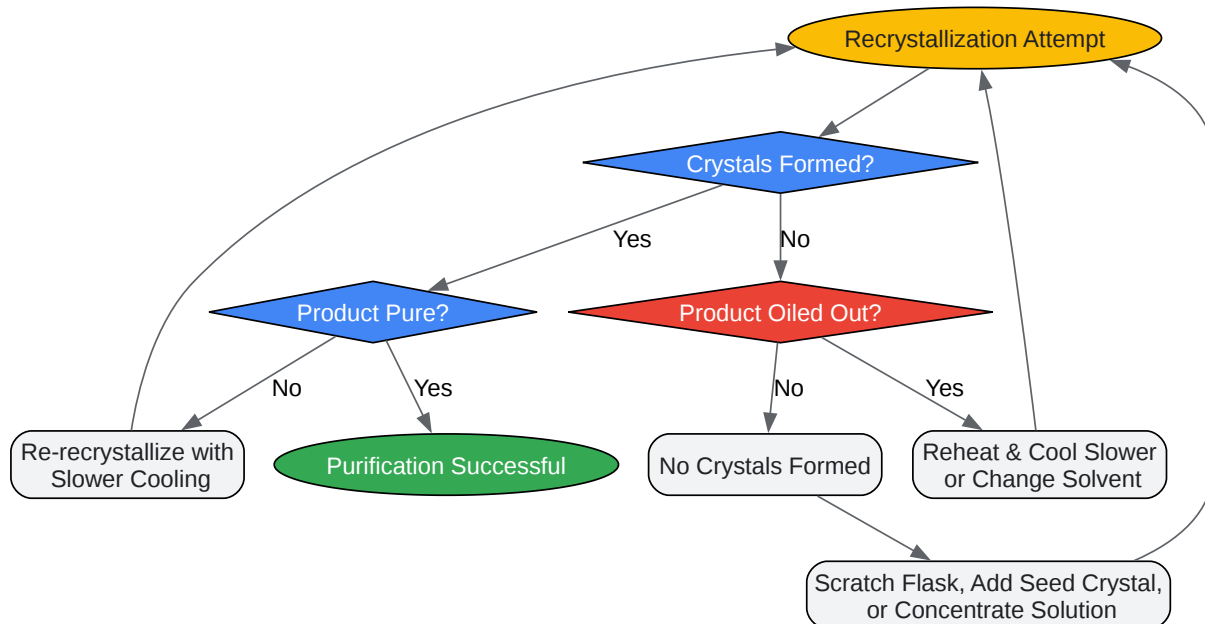 Recrystallization Attempt
Crystals Formed?
Yes
No
Product Pure?
Product Oiled Out?
No
Yes
No
Yes
Re-recrystallize with
Slower Cooling
Purification Successful
No Crystals Formed
Reheat & Cool Slower
or Change Solvent
Scratch Flask, Add Seed Crystal,
or Concentrate Solution